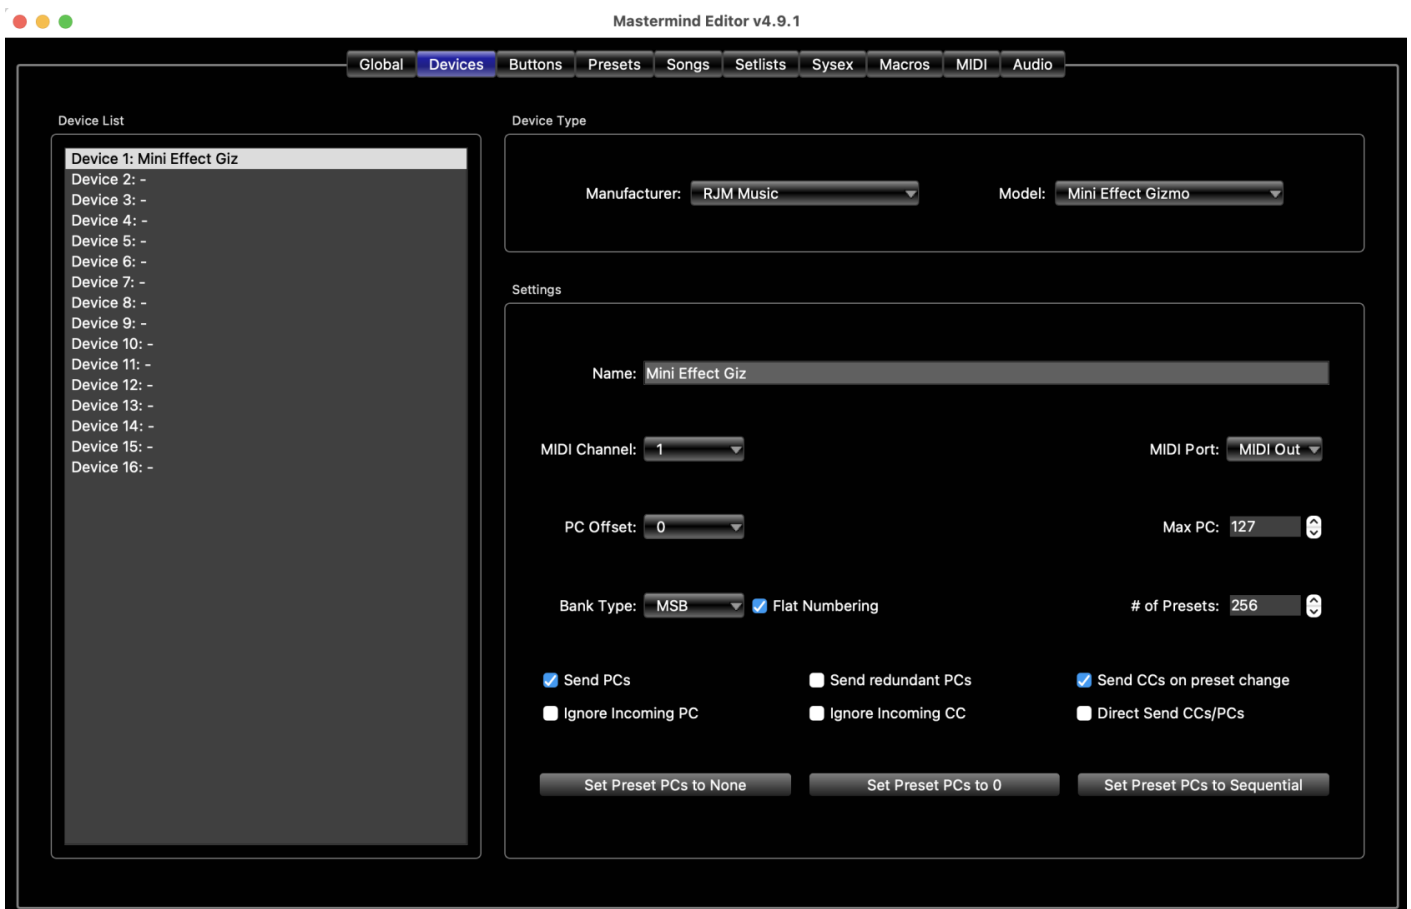 Mastermind Editor v4.9.1
Global Devices Buttons Presets Songs Setlists Sysex Macros MIDI Audio
Device List
Device 1: Mini Effect Giz
Device 2: -
Device 3: -
Device 4: -
Device 5: -
Device 6: -
Device 7: -
Device 8: -
Device 9: -
Device 10: -
Device 11: -
Device 12: -
Device 13: -
Device 14: -
Device 15: -
Device 16: -
Device Type
Manufacturer: RJM Music Model: Mini Effect Gizmo
Settings
Name: Mini Effect Giz
MIDI Channel: 1 MIDI Port: MIDI Out
PC Offset: 0 Max PC: 127
Bank Type: MSB Flat Numbering # of Presets: 256
Send PCs Send redundant PCs Send CCs on preset change
Ignore Incoming PC Ignore Incoming CC Direct Send CCs/PCs
Set Preset PCs to None Set Preset PCs to 0 Set Preset PCs to Sequential